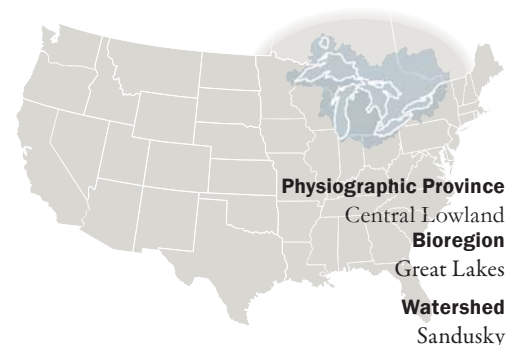 Physiographic Province
Central Lowland
Bioregion
Great Lakes
Watershed
Sandusky